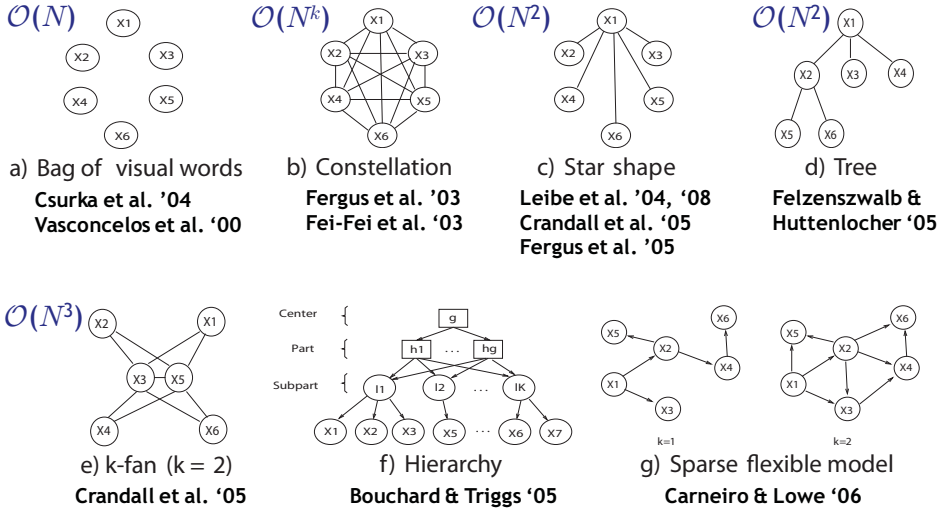 O(N)
X1
X2
X3
X4
X5
X6
a) Bag of visual words
Csurka et al. '04
Vasconcelos et al. '00
O(N^k)
X1
X2
X3
X4
X5
X6
b) Constellation
Fergus et al. '03
Fei-Fei et al. '03
O(N²)
X1
X2
X3
X4
X5
X6
c) Star shape
Leibe et al. '04, '08
Crandall et al. '05
Fergus et al. '05
O(N²)
X1
X2
X3
X4
X5
X6
d) Tree
Felzenszwalb &
Huttenlocher '05
O(N³)
X2
X1
X3
X5
X4
X6
e) k-fan (k = 2)
Crandall et al. '05
Center {
g
Part {
h1 ... hg
Subpart {
l1 l2 ... lK
X1 X2 X3 X5 ... X6 X7
f) Hierarchy
Bouchard & Triggs '05
X6
X5
X2
X4
X1
X3
k=1
X6
X5
X2
X4
X1
X3
k=2
g) Sparse flexible model
Carneiro & Lowe '06